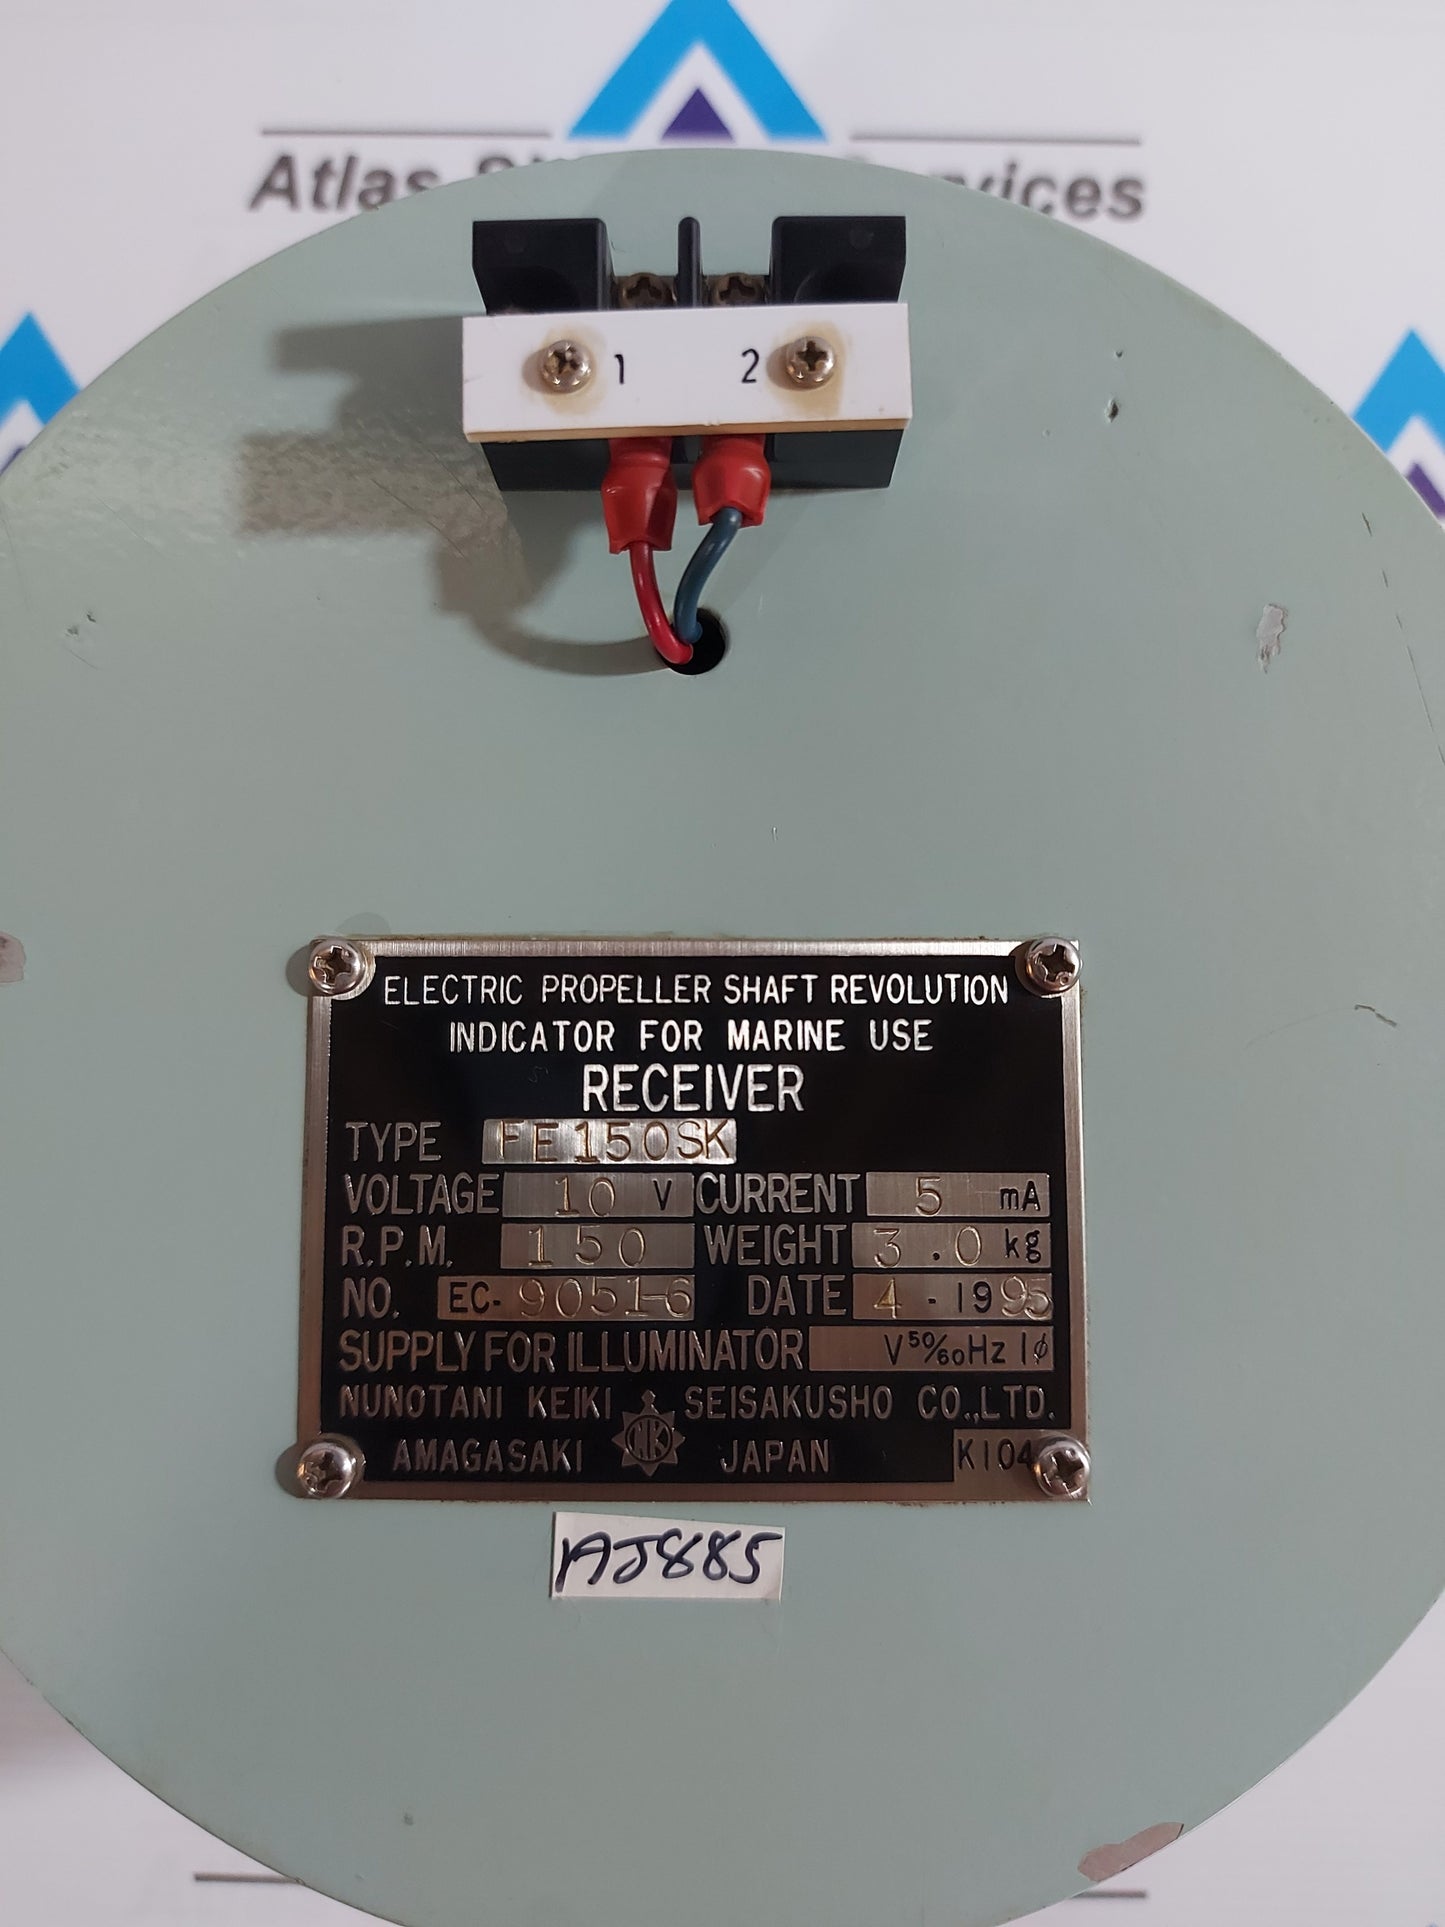 Atlas Services
1 2
ELECTRIC PROPELLER SHAFT REVOLUTION
INDICATOR FOR MARINE USE
RECEIVER
TYPE FE150SK
VOLTAGE 10 V CURRENT 5 mA
R.P.M. 150 WEIGHT 3.0 kg
NO. EC-9051-6 DATE 4-1995
SUPPLY FOR ILLUMINATOR V 50/60Hz 1ϕ
NUNOTANI KEIKI SEISAKUSHO CO.,LTD.
AMAGASAKI NK JAPAN
AJ885